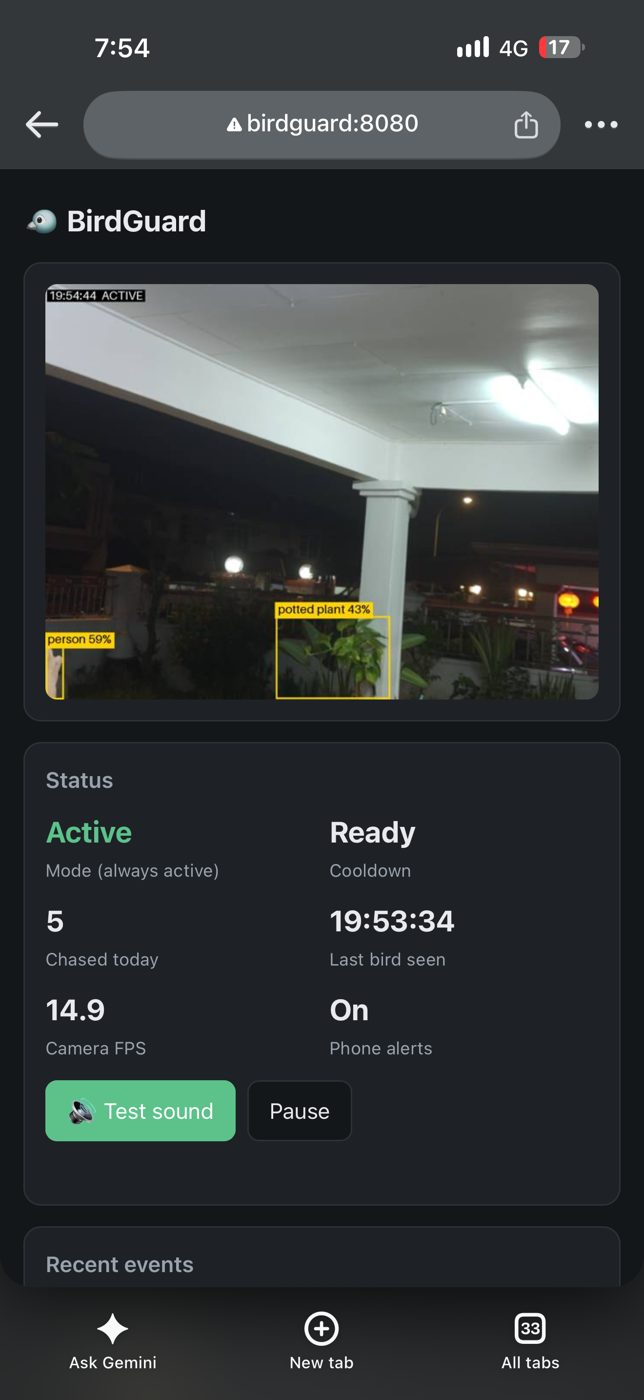 7:54
4G
17
birdguard:8080
BirdGuard
19:54:44 ACTIVE
potted plant 43%
person 59%
Status
Active
Ready
Mode (always active)
Cooldown
5
19:53:34
Chased today
Last bird seen
14.9
On
Camera FPS
Phone alerts
Test sound
Pause
Recent events
33
Ask Gemini
New tab
All tabs